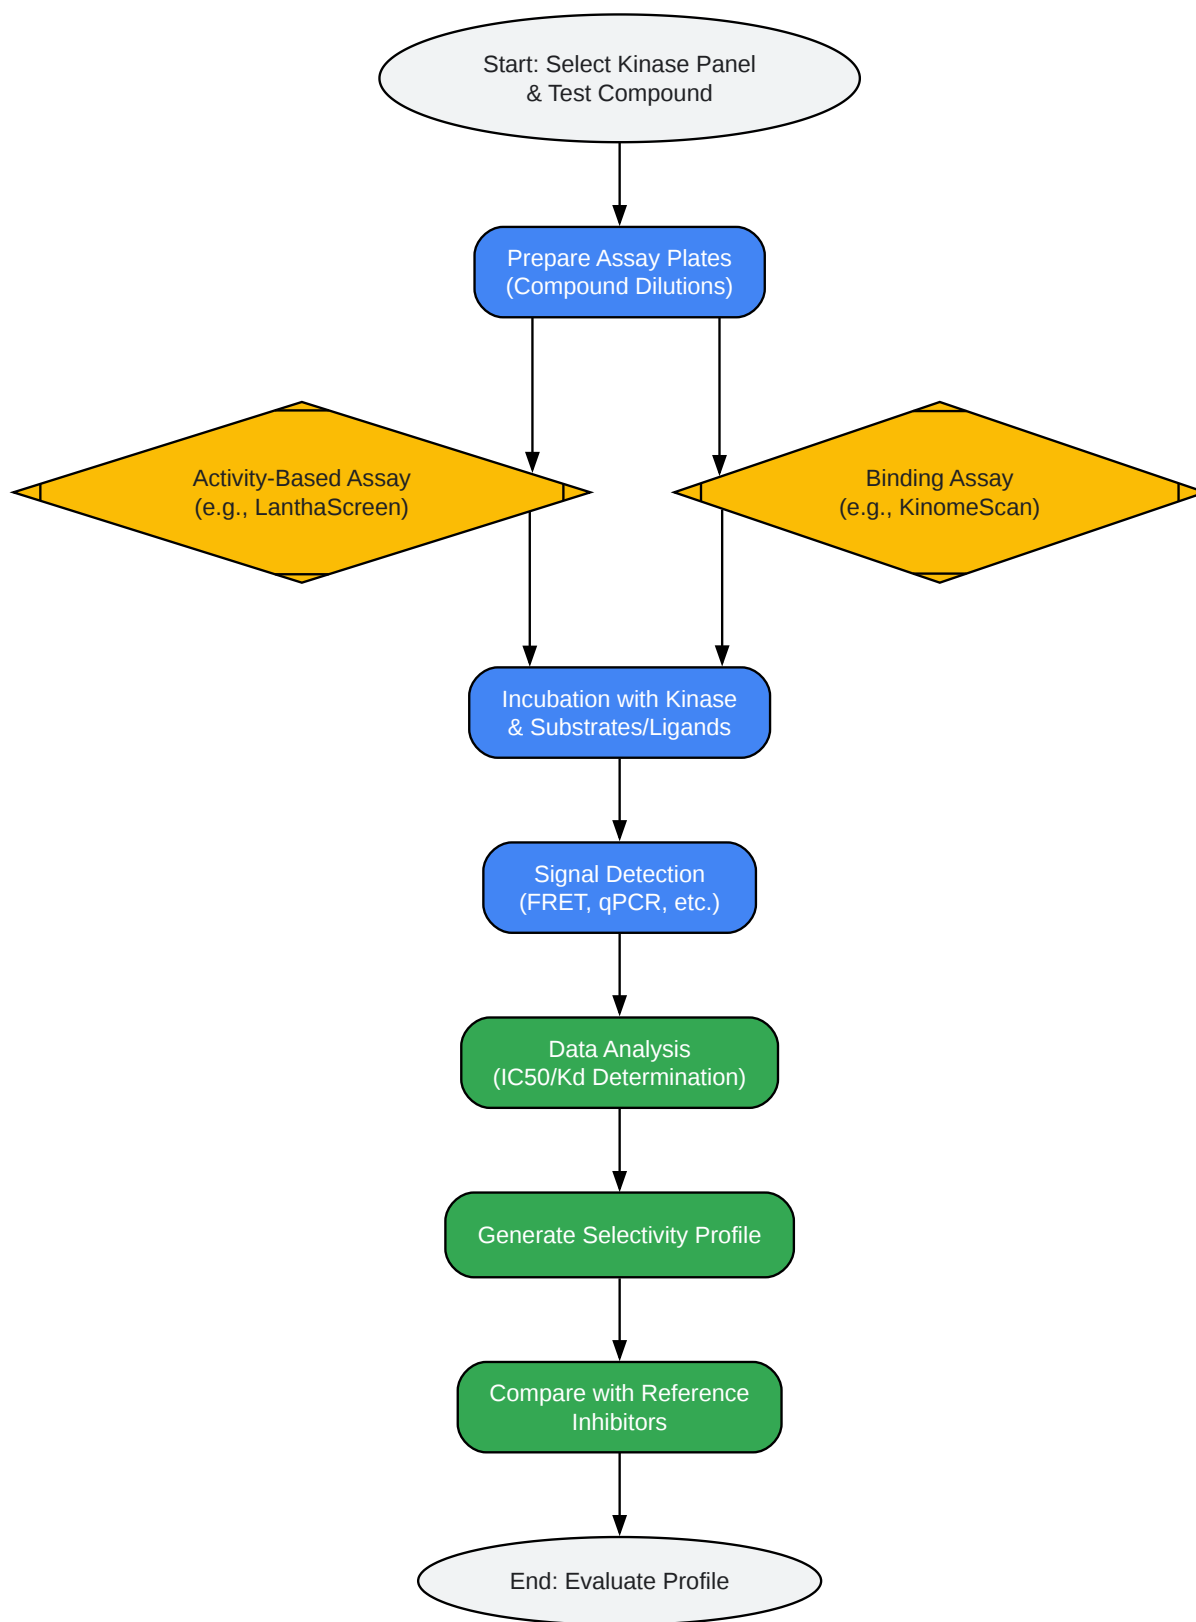 Start: Select Kinase Panel
& Test Compound
Prepare Assay Plates
(Compound Dilutions)
Activity-Based Assay
(e.g., LanthaScreen)
Binding Assay
(e.g., KinomeScan)
Incubation with Kinase
& Substrates/Ligands
Signal Detection
(FRET, qPCR, etc.)
Data Analysis
(IC50/Kd Determination)
Generate Selectivity Profile
Compare with Reference
Inhibitors
End: Evaluate Profile